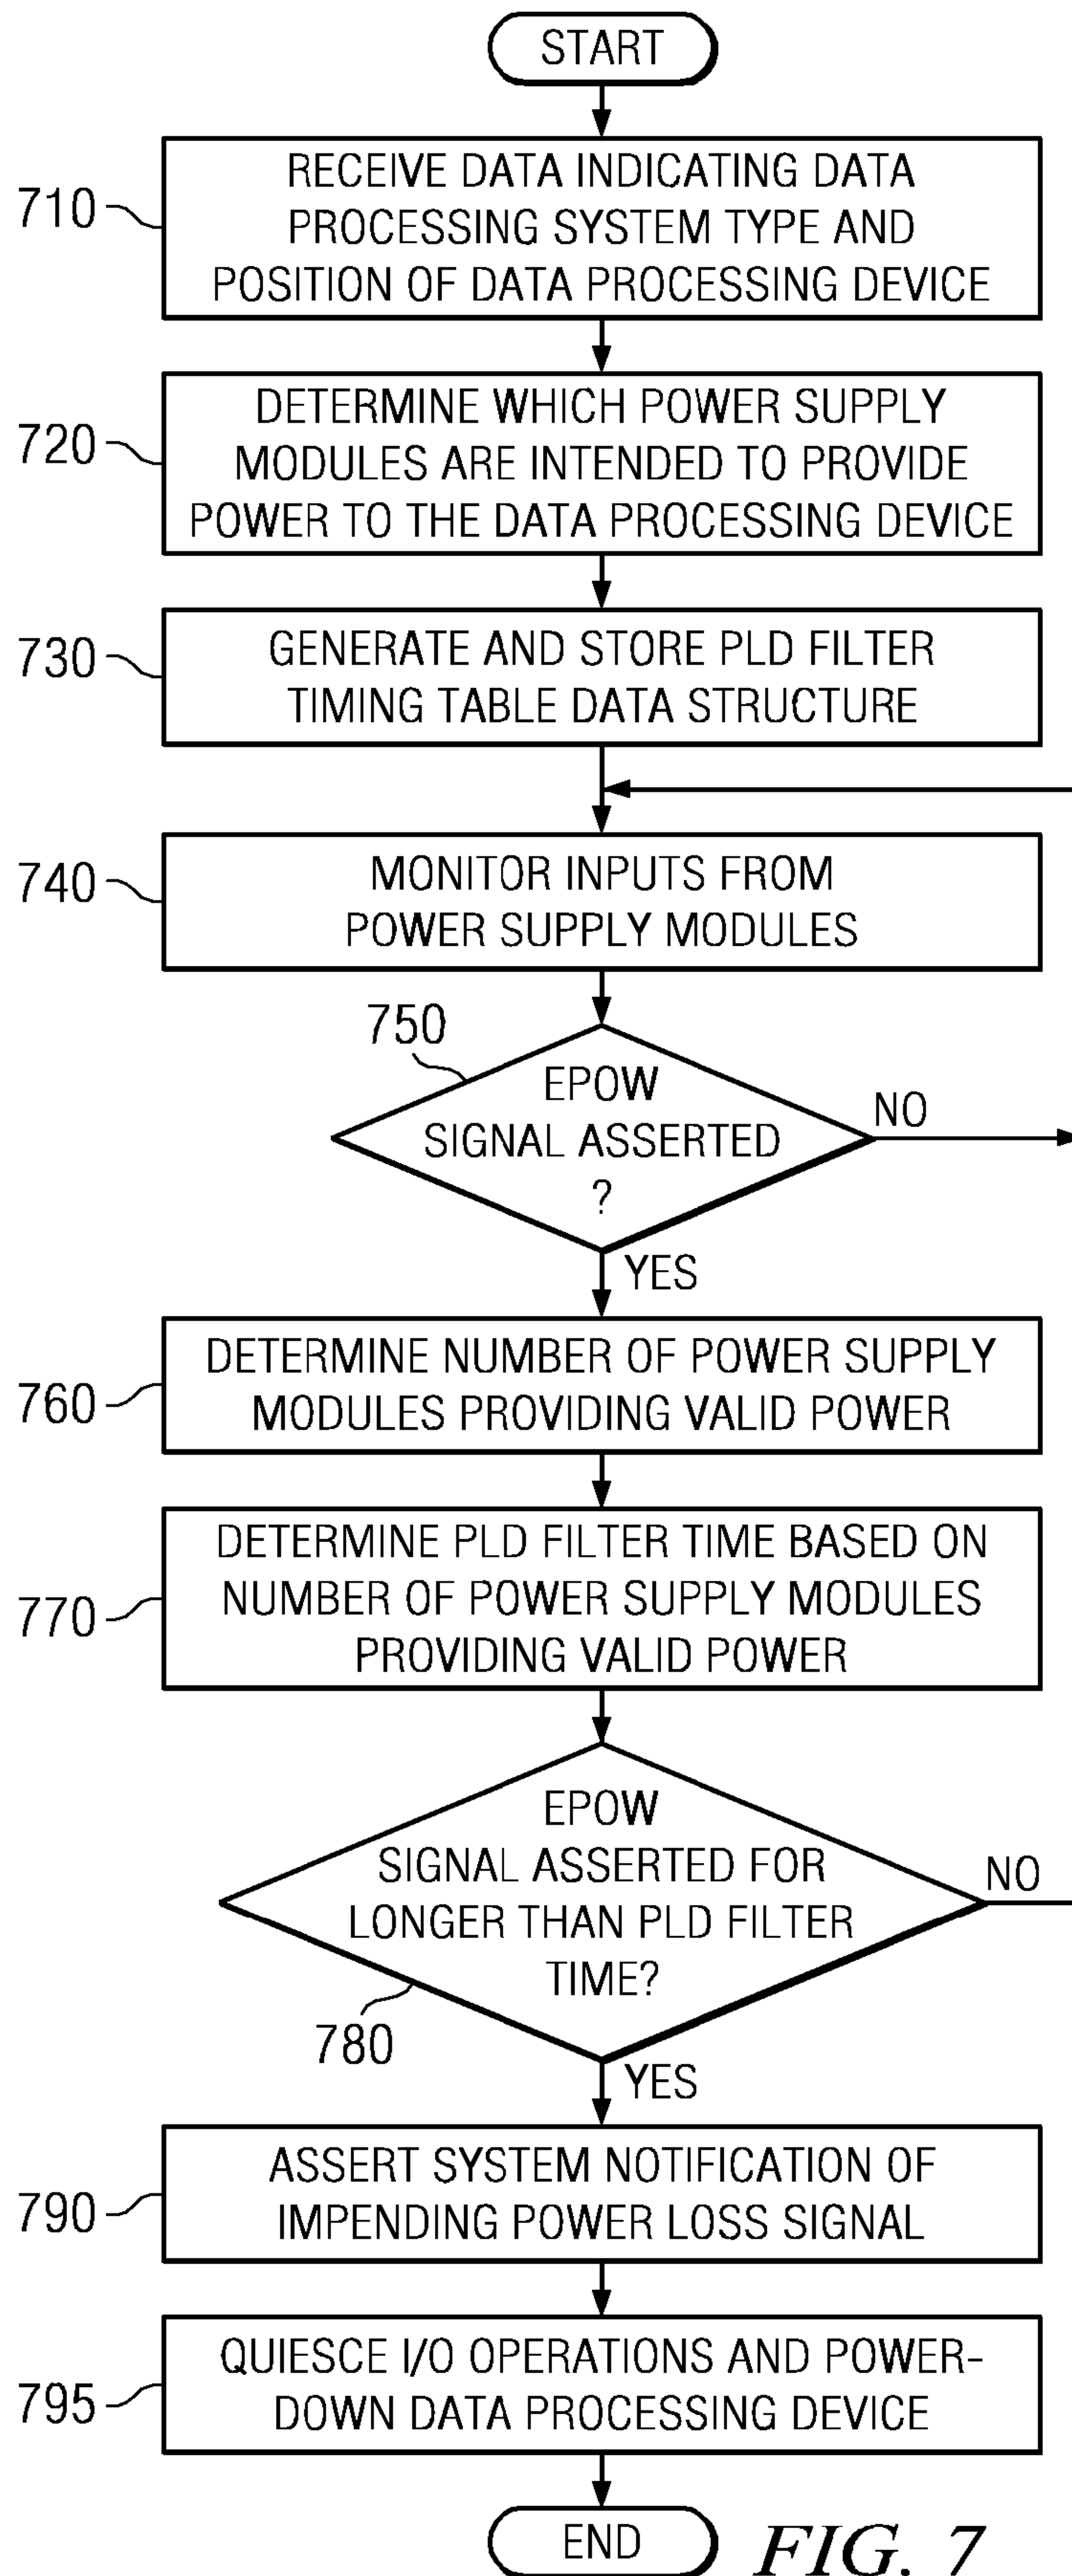 START
710
RECEIVE DATA INDICATING DATA
PROCESSING SYSTEM TYPE AND
POSITION OF DATA PROCESSING DEVICE
720
DETERMINE WHICH POWER SUPPLY
MODULES ARE INTENDED TO PROVIDE
POWER TO THE DATA PROCESSING DEVICE
730
GENERATE AND STORE PLD FILTER
TIMING TABLE DATA STRUCTURE
740
MONITOR INPUTS FROM
POWER SUPPLY MODULES
750
EPOW
SIGNAL ASSERTED
?
NO
YES
760
DETERMINE NUMBER OF POWER SUPPLY
MODULES PROVIDING VALID POWER
770
DETERMINE PLD FILTER TIME BASED ON
NUMBER OF POWER SUPPLY MODULES
PROVIDING VALID POWER
EPOW
SIGNAL ASSERTED FOR
LONGER THAN PLD FILTER
TIME?
NO
780
YES
790
ASSERT SYSTEM NOTIFICATION OF
IMPENDING POWER LOSS SIGNAL
795
QUIESCE I/O OPERATIONS AND POWER-
DOWN DATA PROCESSING DEVICE
END
FIG. 7